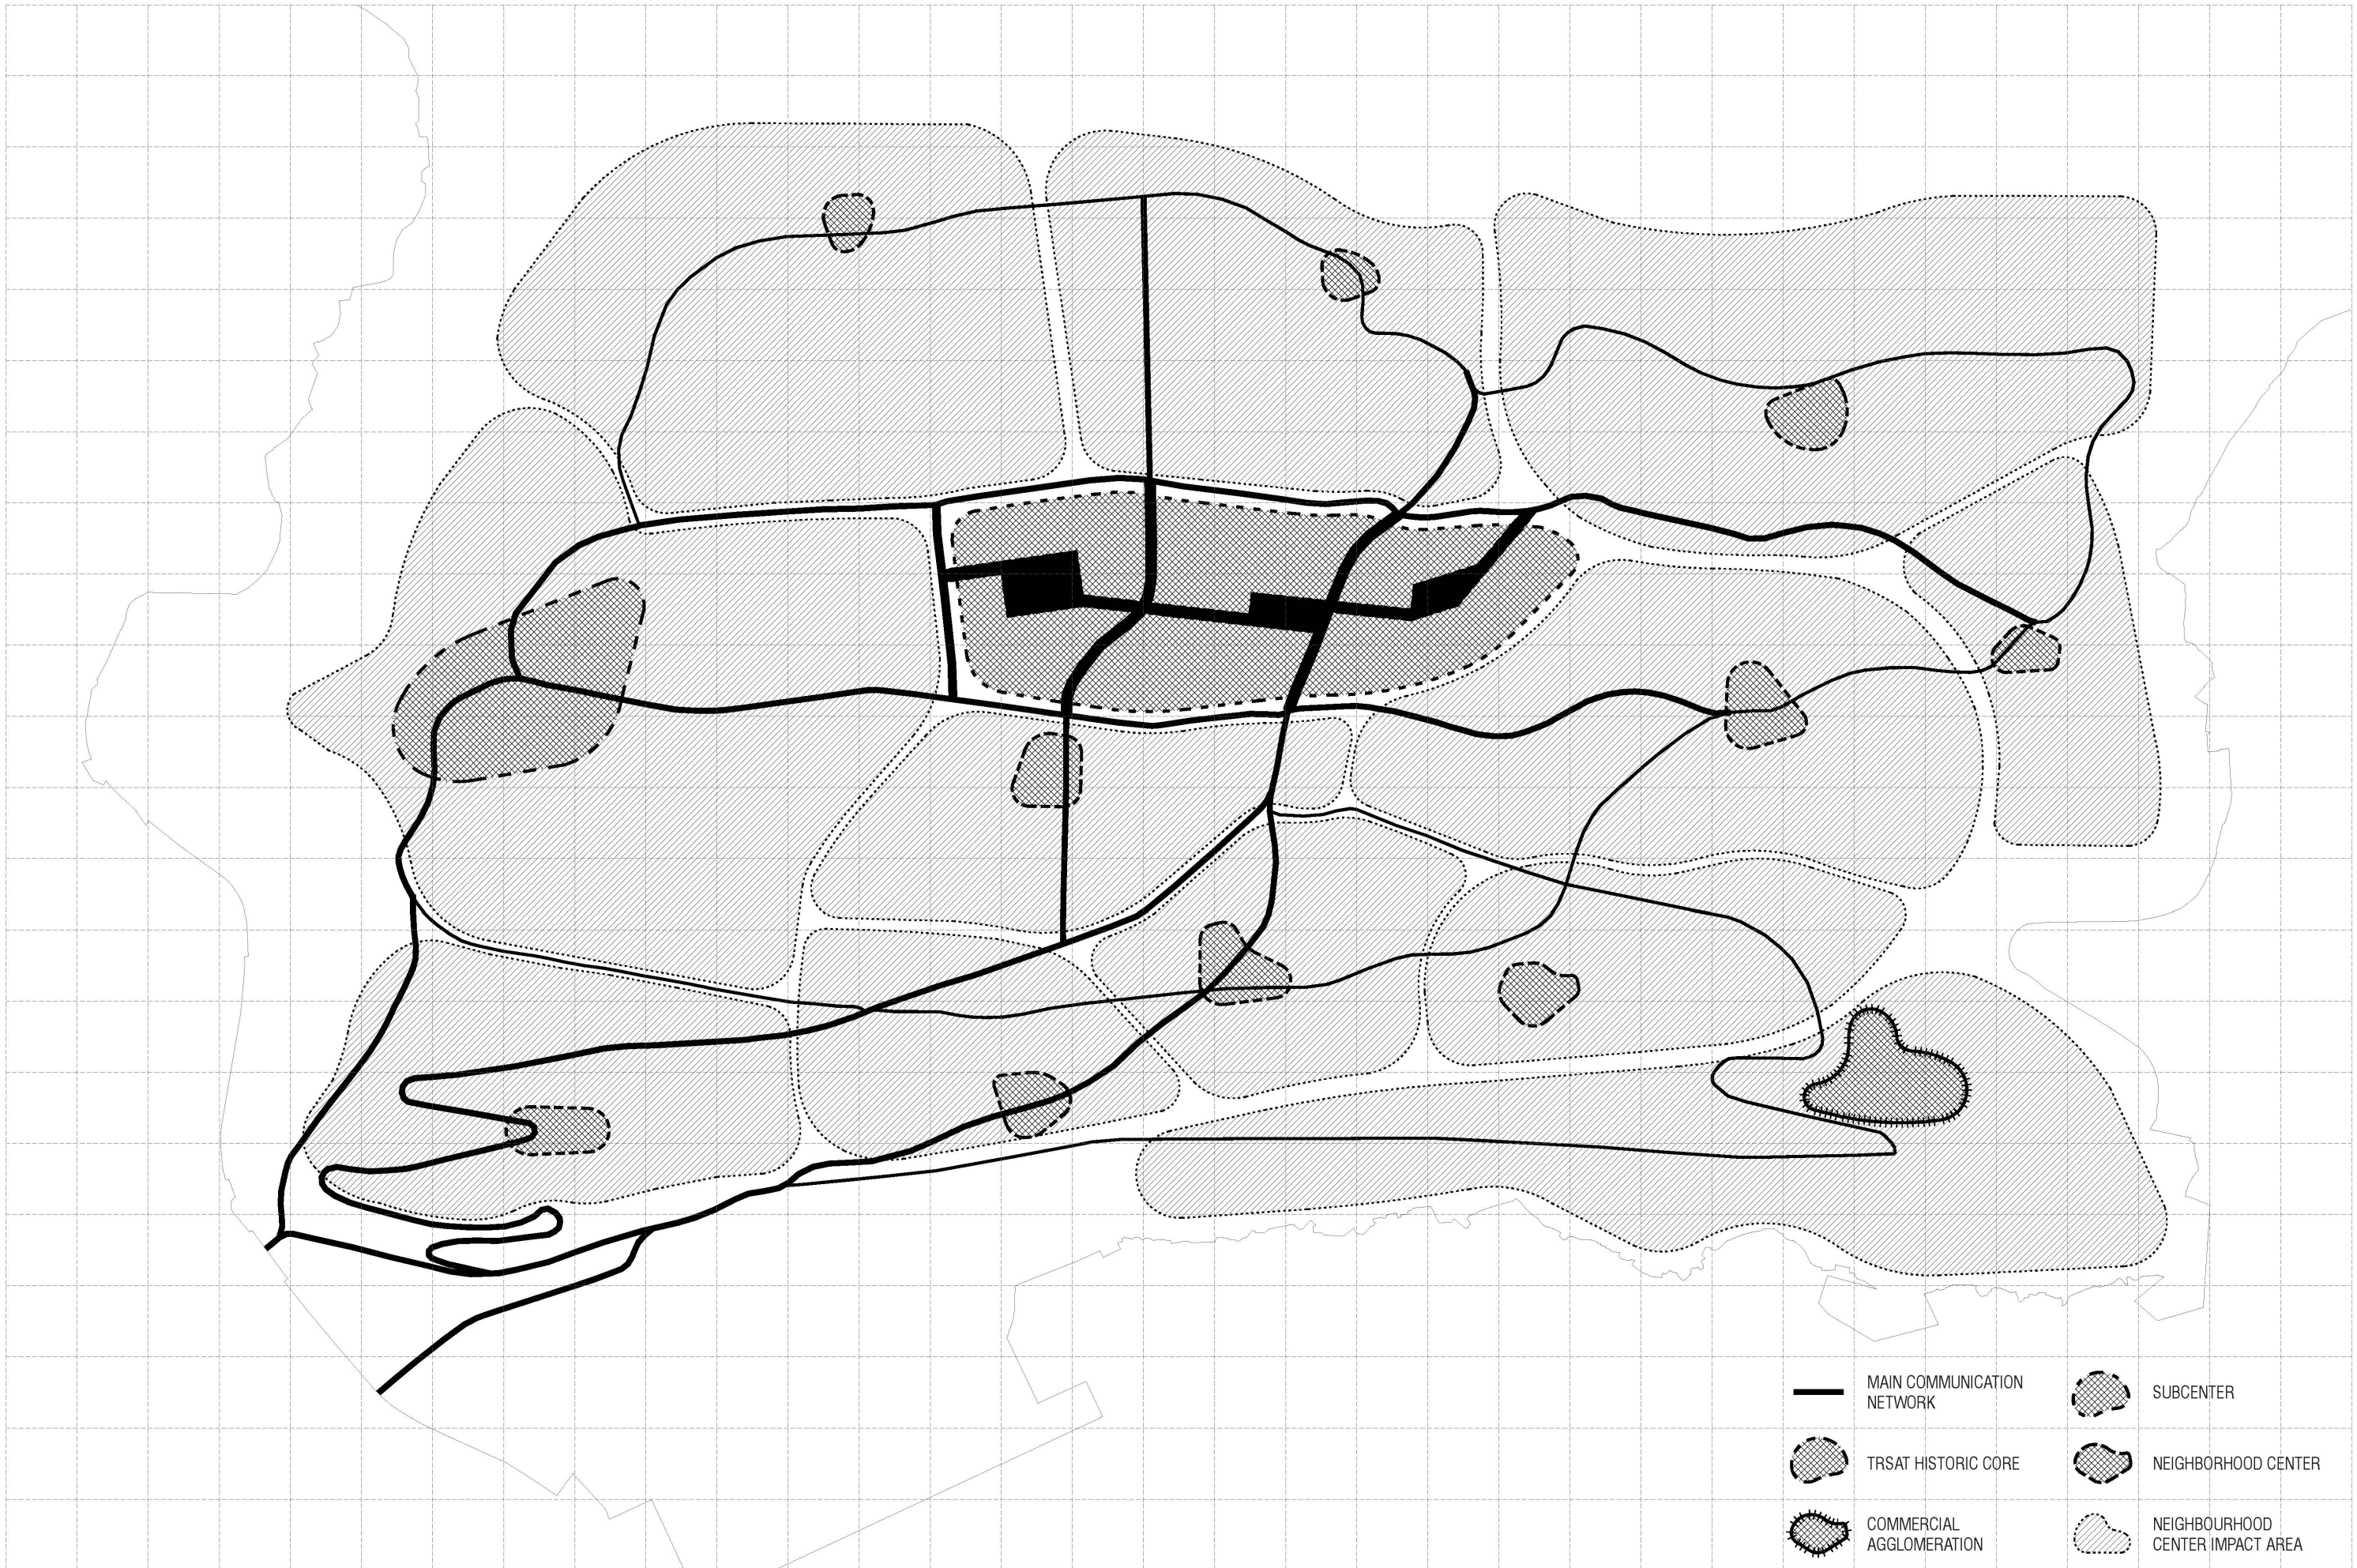 MAIN COMMUNICATION
NETWORK
TRSAT HISTORIC CORE
COMMERCIAL
AGGLOMERATION
SUBCENTER
NEIGHBORHOOD CENTER
NEIGHBOURHOOD
CENTER IMPACT AREA